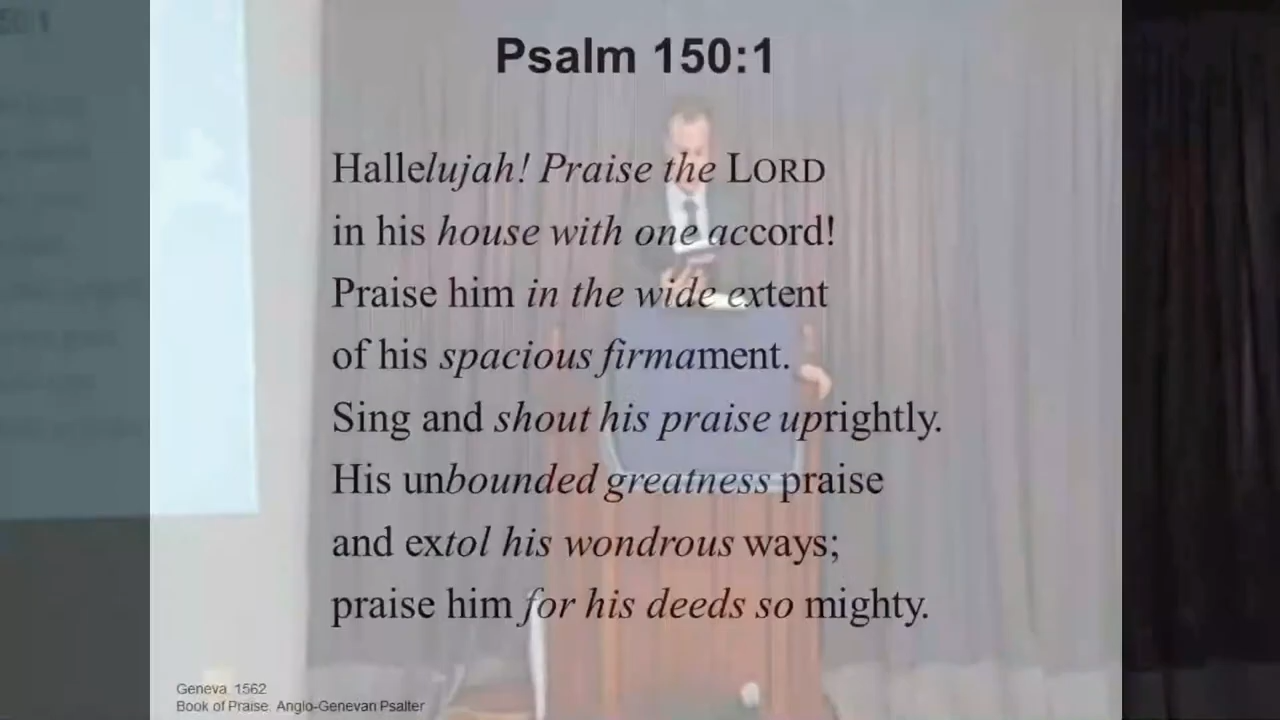 Psalm 150:1
Hallelujah! Praise the LORD
in his house with one accord!
Praise him in the wide extent
of his spacious firmament.
Sing and shout his praise uprightly.
His unbounded greatness praise
and extol his wondrous ways;
praise him for his deeds so mighty.
Geneva 1562
Book of Praise: Anglo-Genevan Psalter